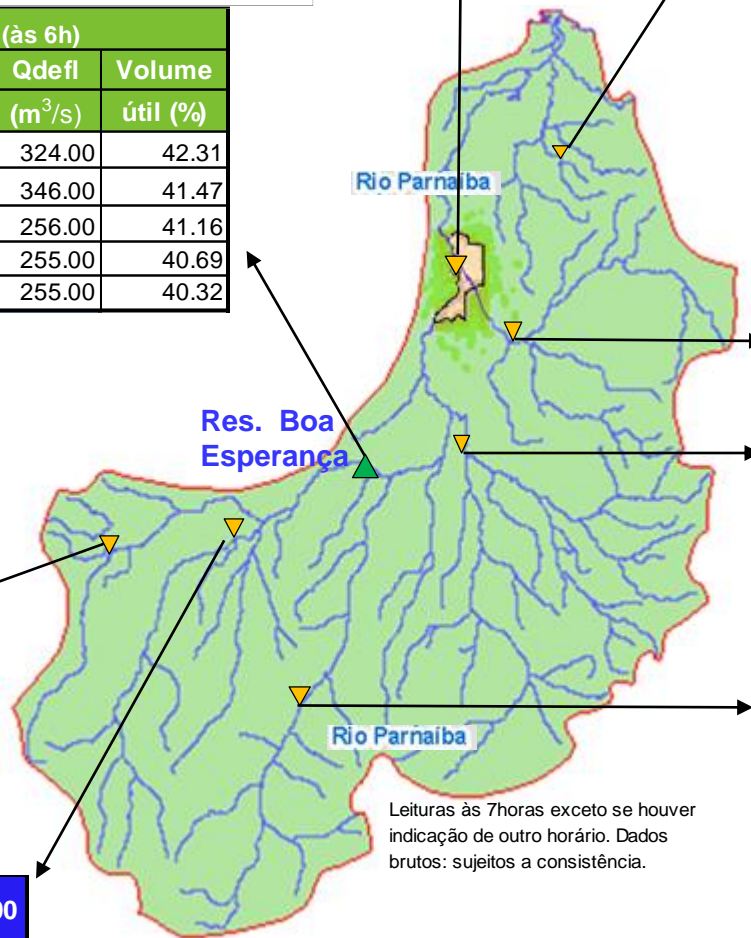 (às 6h)
Qdefl Volume
(m³/s) útil (%)
324.00 42.31
346.00 41.47
256.00 41.16
255.00 40.69
255.00 40.32
Rio Parnaíba
Res. Boa
Esperança
Rio Parnaíba
Leituras às 7horas exceto se houver
indicação de outro horário. Dados
brutos: sujeitos a consistência.